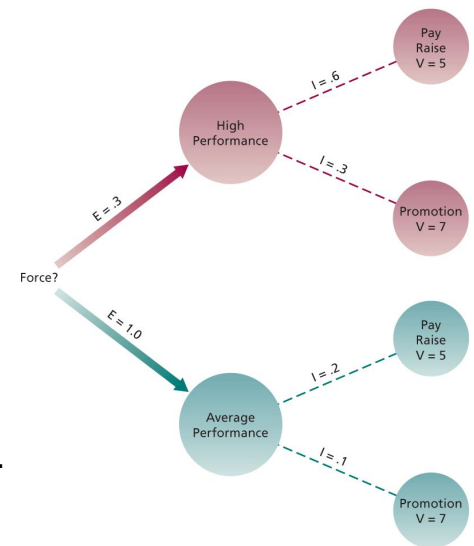 Pay
Raise
V = 5
I = .6
High
Performance
I = .3
E = .3
Promotion
V = 7
Force?
Pay
Raise
V = 5
E = 1.0
I = .2
Average
Performance
I = .1
Promotion
V = 7